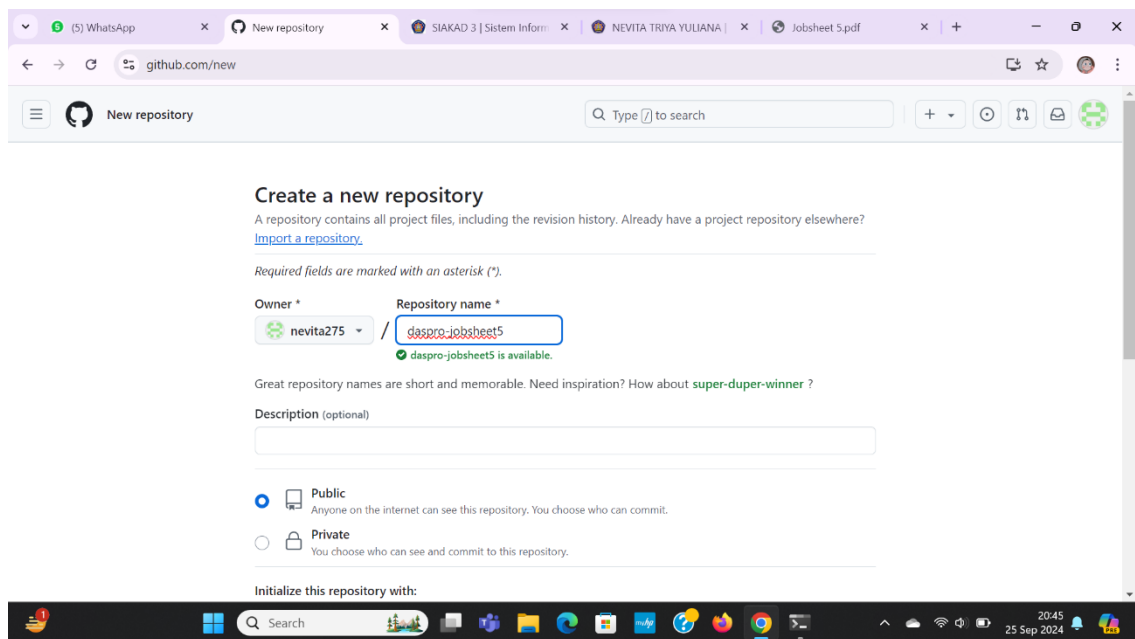 (5) WhatsApp
New repository
SIAKAD 3 | Sistem Inform
NEVITA TRIYA YULIANA |
Jobsheet 5.pdf
github.com/new
New repository
Type / to search
Create a new repository
A repository contains all project files, including the revision history. Already have a project repository elsewhere?
Import a repository.
Required fields are marked with an asterisk (*).
Owner *
Repository name *
nevita275 / daspro-jobsheet5
daspro-jobsheet5 is available.
Great repository names are short and memorable. Need inspiration? How about super-duper-winner ?
Description (optional)
Public
Anyone on the internet can see this repository. You choose who can commit.
Private
You choose who can see and commit to this repository.
Initialize this repository with:
1
Search
myhp
20:45
25 Sep 2024
PRE